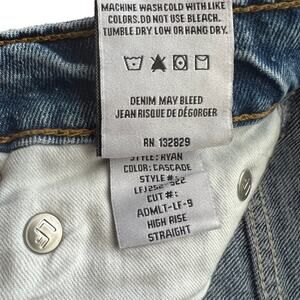 MACHINE WASH COLD WITH LIKE
COLORS.DO NOT USE BLEACH.
TUMBLE DRY LOW OR HANG DRY.
DENIM MAY BLEED
JEAN RISQUE DE DÉGORGER
RN 132829
STYLE: RYAN
COLOR: CASCADE
STYLE #:
CUT #:
ADMLT-LF-9
HIGH RISE
STRAIGHT